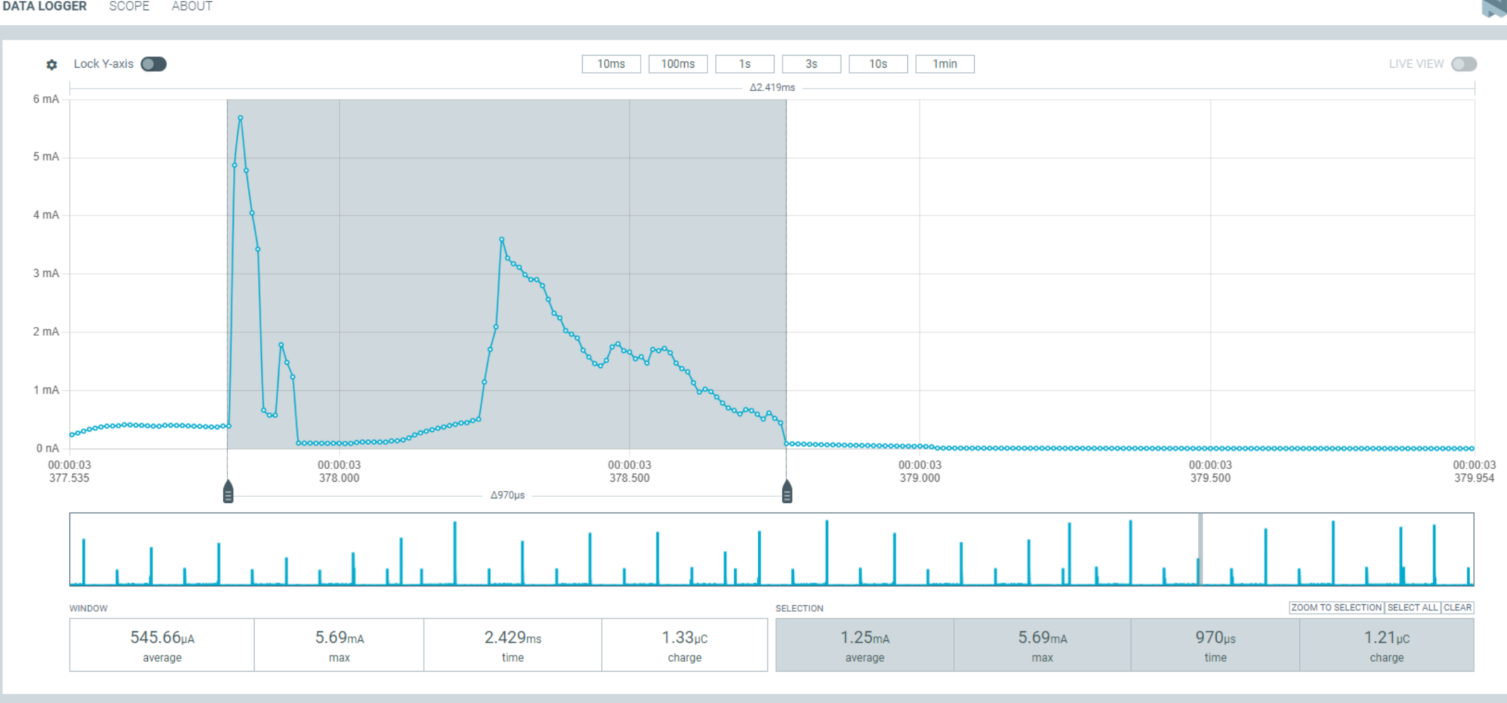 DATA LOGGER SCOPE ABOUT
Lock Y-axis 10ms 100ms 1s 3s 10s 1min LIVE VIEW
Δ2.419ms
6 mA
5 mA
4 mA
3 mA
2 mA
1 mA
0 nA
00:00:03 00:00:03 00:00:03 00:00:03 00:00:03 00:00:03
377.535 378.000 378.500 379.000 379.500 379.954
Δ970μs
WINDOW SELECTION ZOOM TO SELECTION SELECT ALL CLEAR
545.66μA 5.69mA 2.429ms 1.33μC 1.25mA 5.69mA 970μs 1.21μC
average max time charge average max time charge